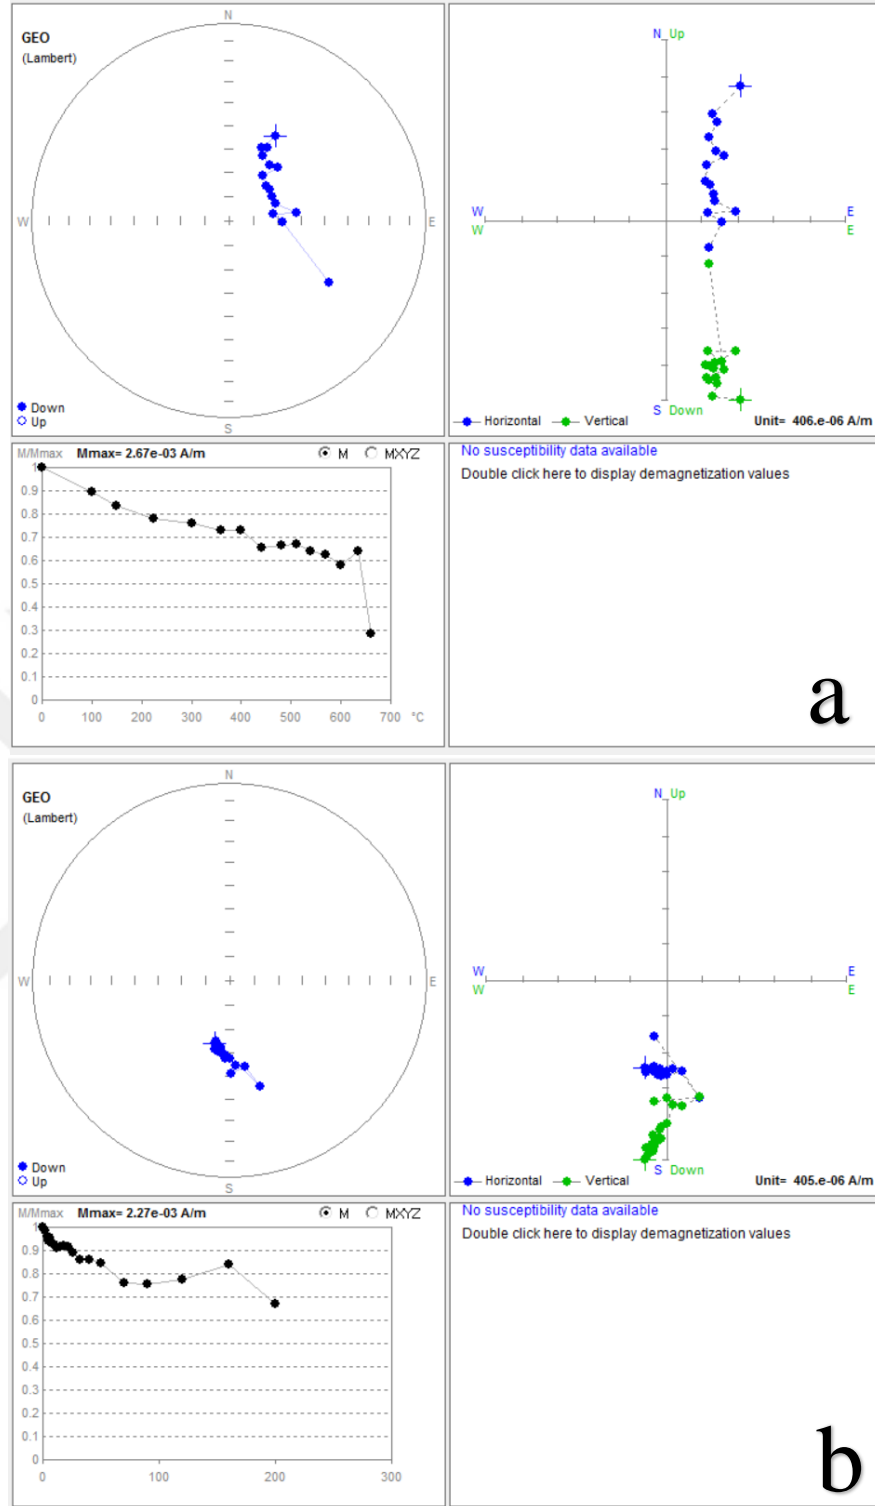 GEO
(Lambert)
N
W
E
S
Down
Up
N Up
W
W
E
E
S Down
Horizontal
Vertical
Unit= 406.e-06 A/m
M/Mmax
Mmax= 2.67e-03 A/m
M
MXYZ
1
0.9
0.8
0.7
0.6
0.5
0.4
0.3
0.2
0.1
0
0 100 200 300 400 500 600 700 °C
No susceptibility data available
Double click here to display demagnetization values
a
GEO
(Lambert)
N
W
E
S
Down
Up
N Up
W
W
E
E
S Down
Horizontal
Vertical
Unit= 405.e-06 A/m
M/Mmax
Mmax= 2.27e-03 A/m
M
MXYZ
1
0.9
0.8
0.7
0.6
0.5
0.4
0.3
0.2
0.1
0
0 100 200 300
No susceptibility data available
Double click here to display demagnetization values
b